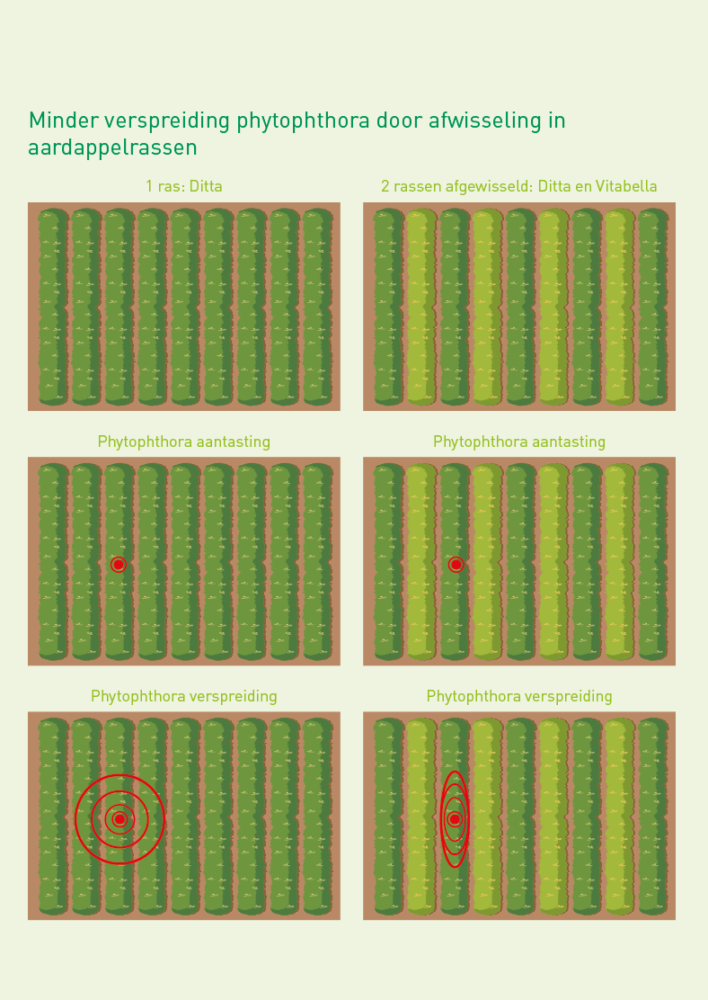 Minder verspreiding phytophthora door afwisseling in
aardappelrassen
1 ras: Ditta
2 rassen afgewisseld: Ditta en Vitabella
Phytophthora aantasting
Phytophthora aantasting
Phytophthora verspreiding
Phytophthora verspreiding